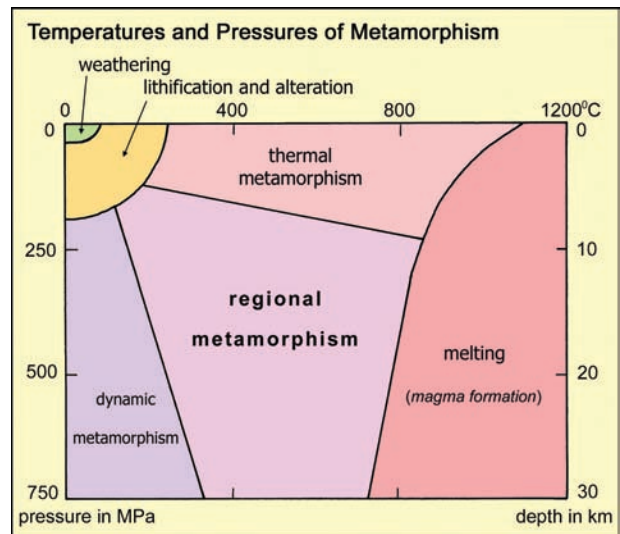 Temperatures and Pressures of Metamorphism
weathering
lithification and alteration
0 400 800 1200⁰C
0 0
thermal
metamorphism
250 10
regional
metamorphism
melting
500 20
(magma formation)
dynamic
metamorphism
750 30
pressure in MPa depth in km